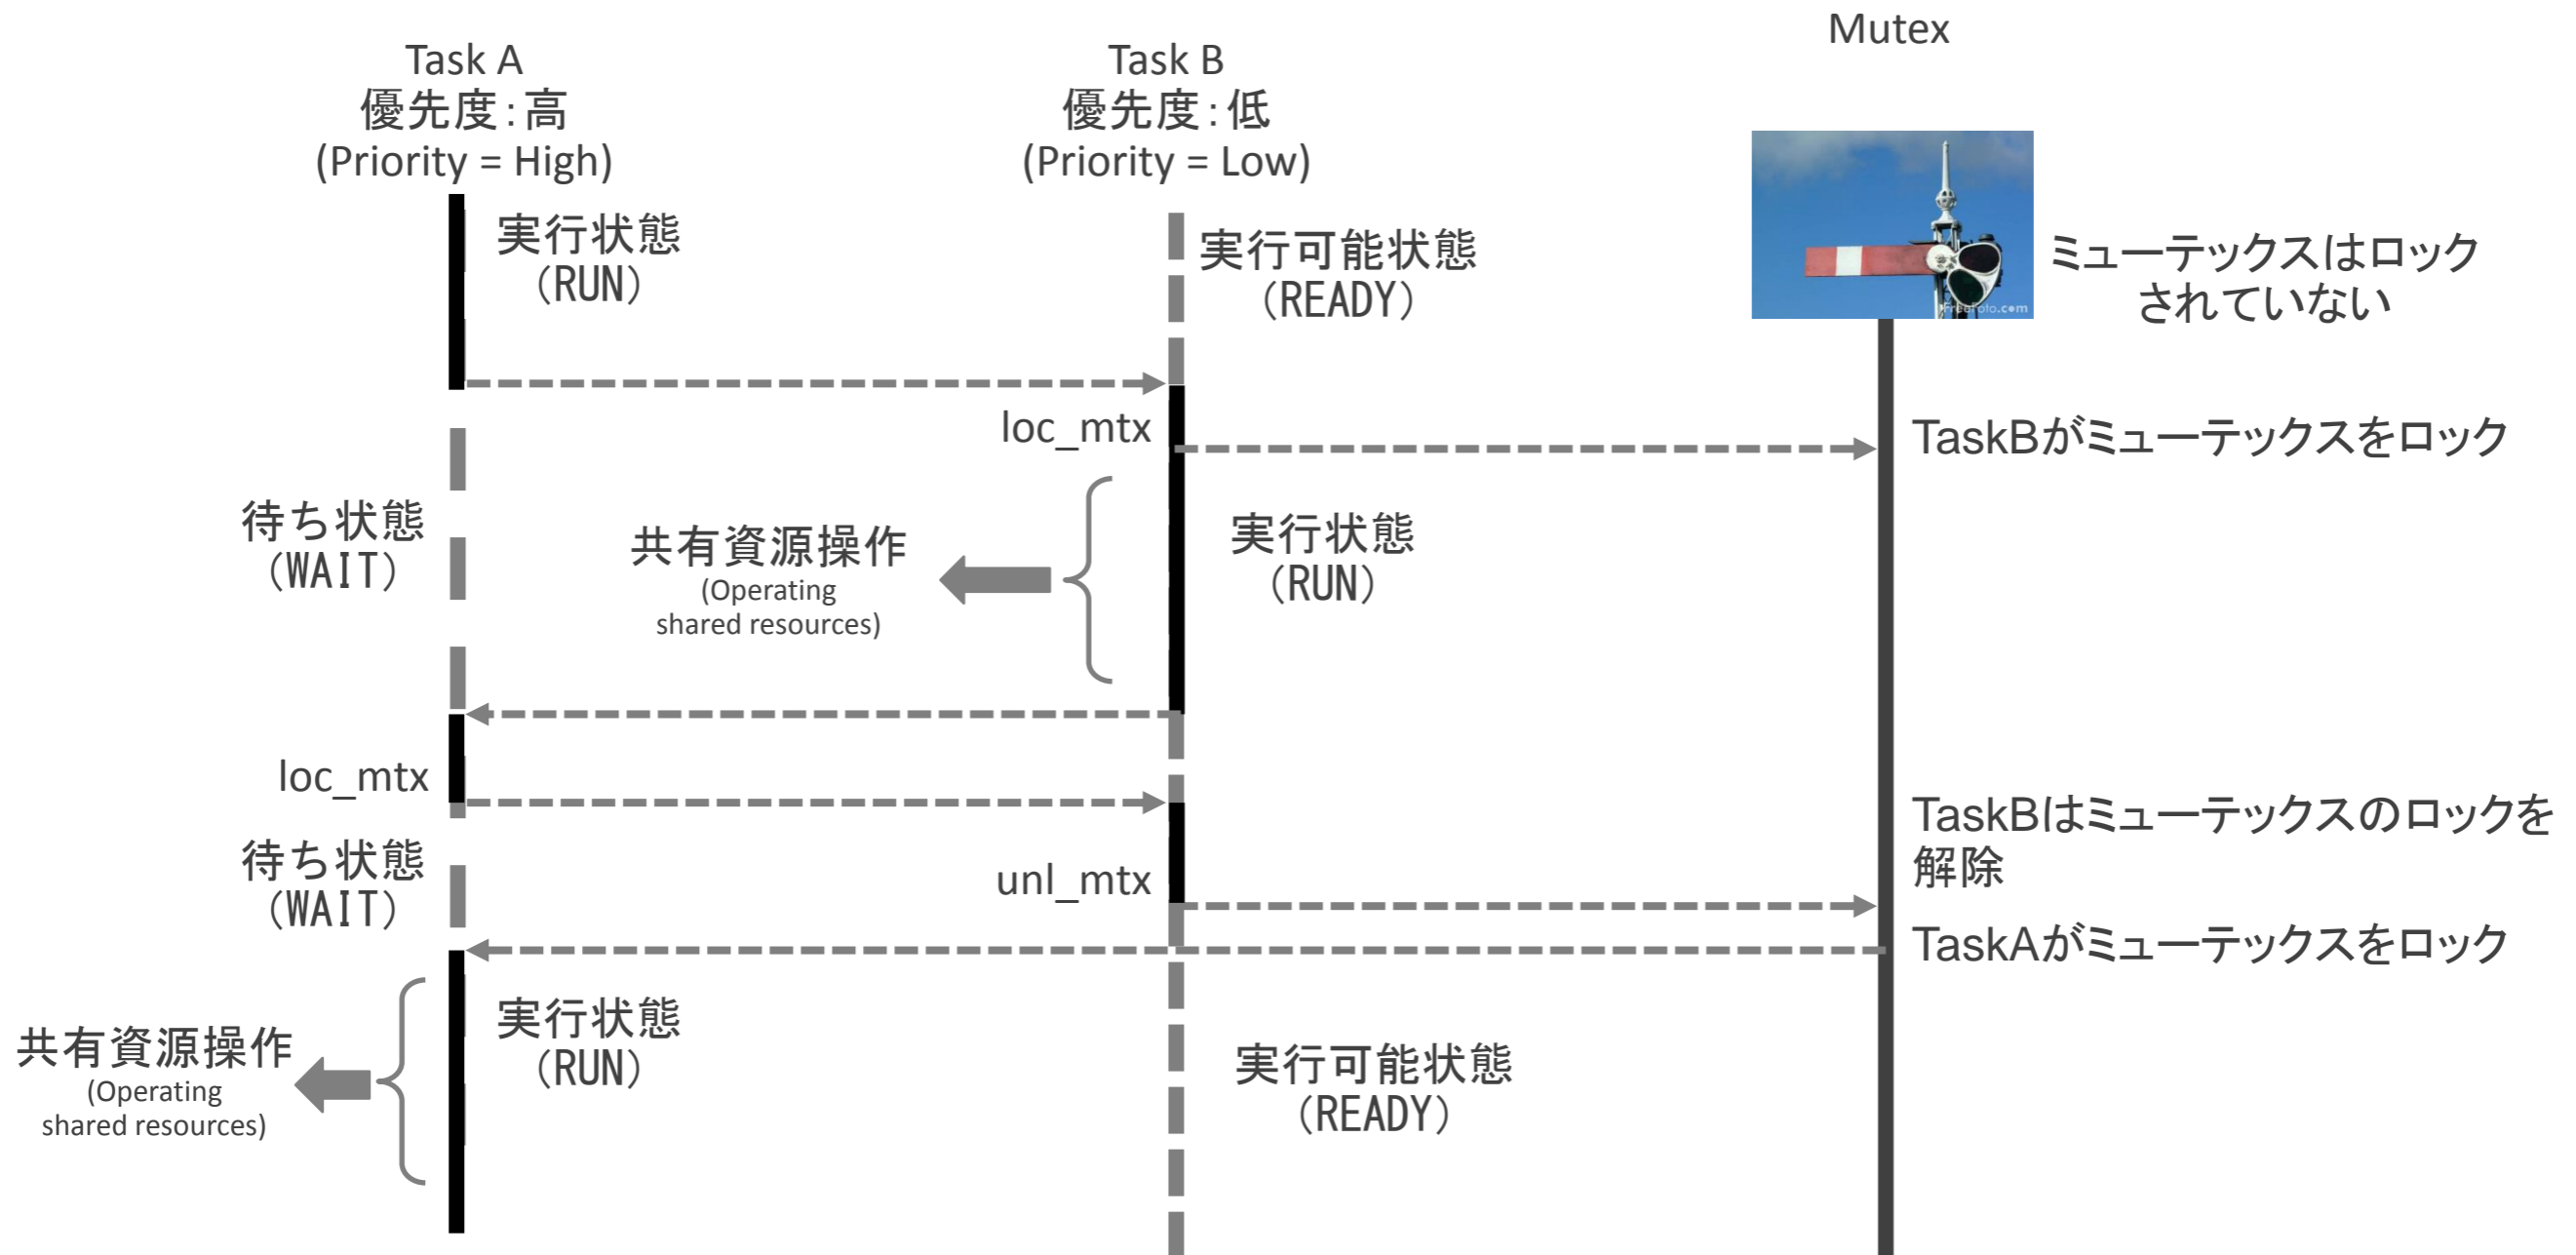 Task A
優先度:高
(Priority = High)
Task B
優先度:低
(Priority = Low)
Mutex
実行状態
(RUN)
実行可能状態
(READY)
FreeFoto.com
ミューテックスはロック
されていない
loc_mtx
TaskBがミューテックスをロック
待ち状態
(WAIT)
共有資源操作
(Operating
shared resources)
実行状態
(RUN)
loc_mtx
TaskBはミューテックスのロックを
解除
待ち状態
(WAIT)
unl_mtx
TaskAがミューテックスをロック
実行状態
(RUN)
共有資源操作
(Operating
shared resources)
実行可能状態
(READY)